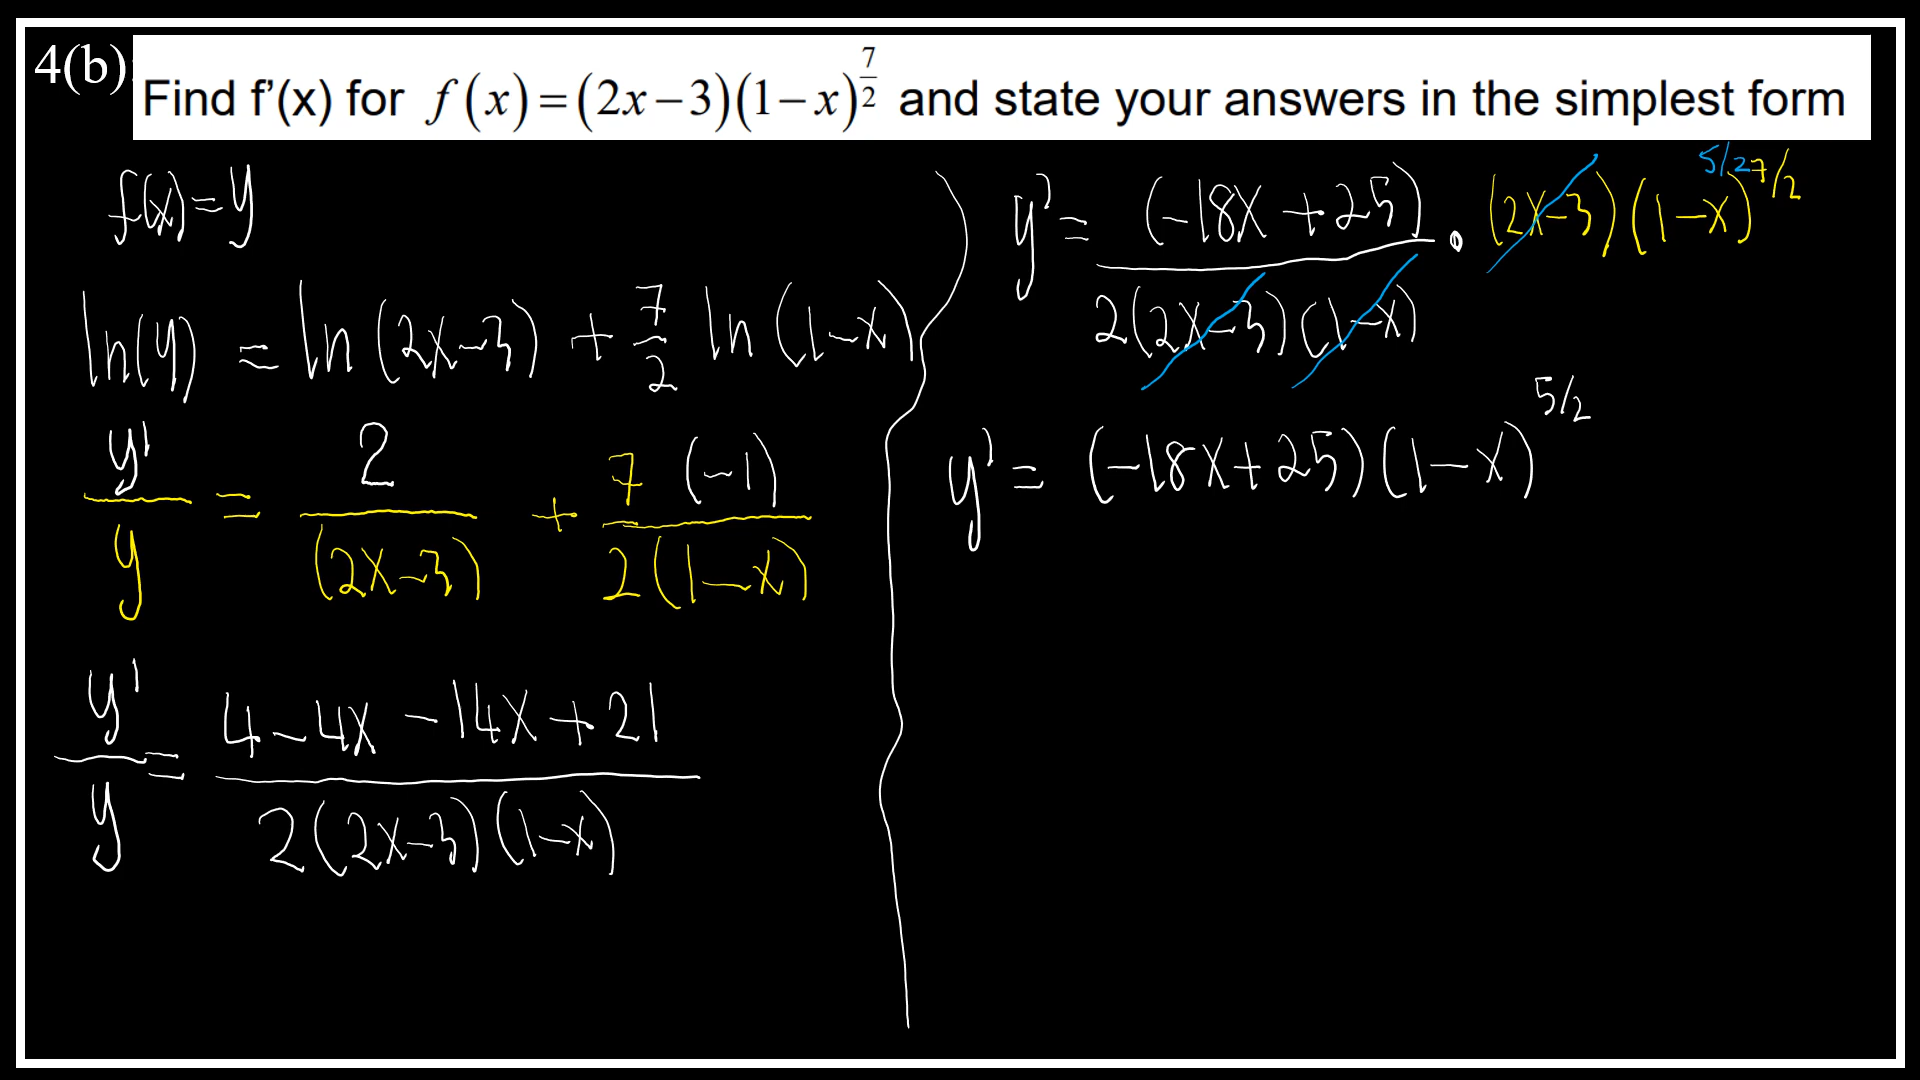 4(b)
Find f'(x) for f(x)=(2x−3)(1−x)^(7/2) and state your answers in the simplest form
f(x)=y
ln(y) = ln(2x−3) + 7/2 ln(1−x)
y'/y = 2/(2x−3) + 7(−1)/2(1−x)
y'/y = 4−4x−14x+21/2(2x−3)(1−x)
y' = (−18x+25)/2(2x−3)(1−x) • (2x−3)(1−x)^5/2 7/2
y' = (−18x+25)(1−x)^5/2